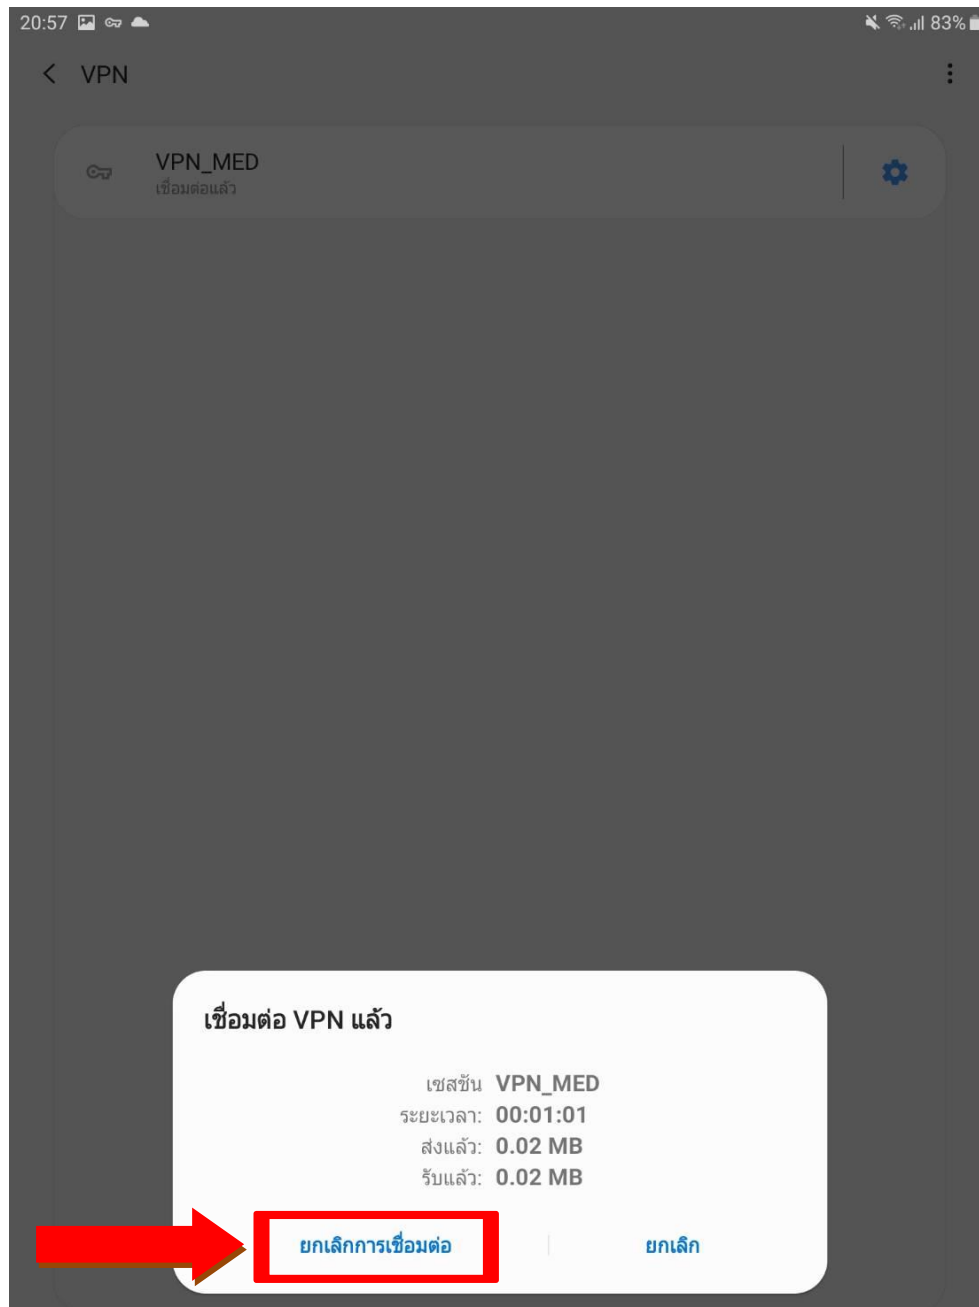 20:57 83%
VPN
VPN_MED
เชื่อมต่อแล้ว
เชื่อมต่อ VPN แล้ว
เซสชัน VPN_MED
ระยะเวลา: 00:01:01
ส่งแล้ว: 0.02 MB
รับแล้ว: 0.02 MB
ยกเลิกการเชื่อมต่อ ยกเลิก